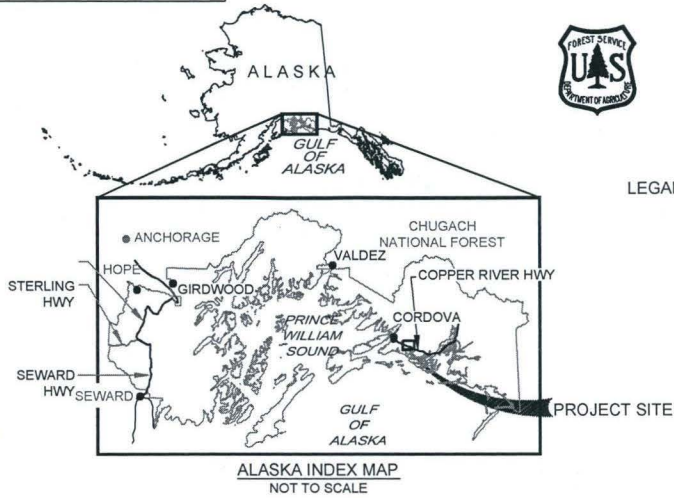 ALASKA
GULF
OF
ALASKA
FOREST SERVICE
US
DEPARTMENT OF AGRICULTURE
ANCHORAGE
HOPE
STERLING
HWY
GIRDWOOD
VALDEZ
CHUGACH
NATIONAL FOREST
COPPER RIVER HWY
CORDOVA
PRINCE
WILLIAM
SOUND
SEWARD
HWY
SEWARD
GULF
OF
ALASKA
PROJECT SITE
ALASKA INDEX MAP
NOT TO SCALE